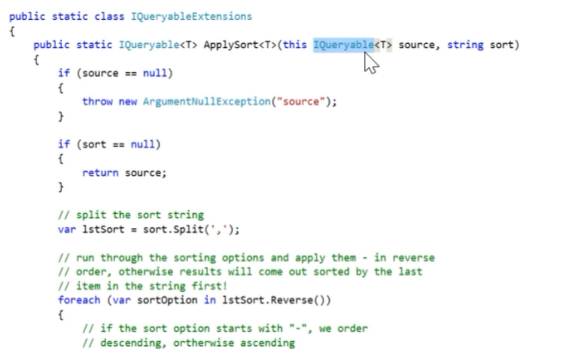 public static class IQueryableExtensions
{
public static IQueryable<T> ApplySort<T>(this IQueryable<T> source, string sort)
{
if (source == null)
{
throw new ArgumentNullException("source");
}
if (sort == null)
{
return source;
}
// split the sort string
var lstSort = sort.Split(',');
// run through the sorting options and apply them - in reverse
// order, otherwise results will come out sorted by the last
// item in the string first!
foreach (var sortOption in lstSort.Reverse())
{
// if the sort option starts with "-", we order
// descending, ortherwise ascending